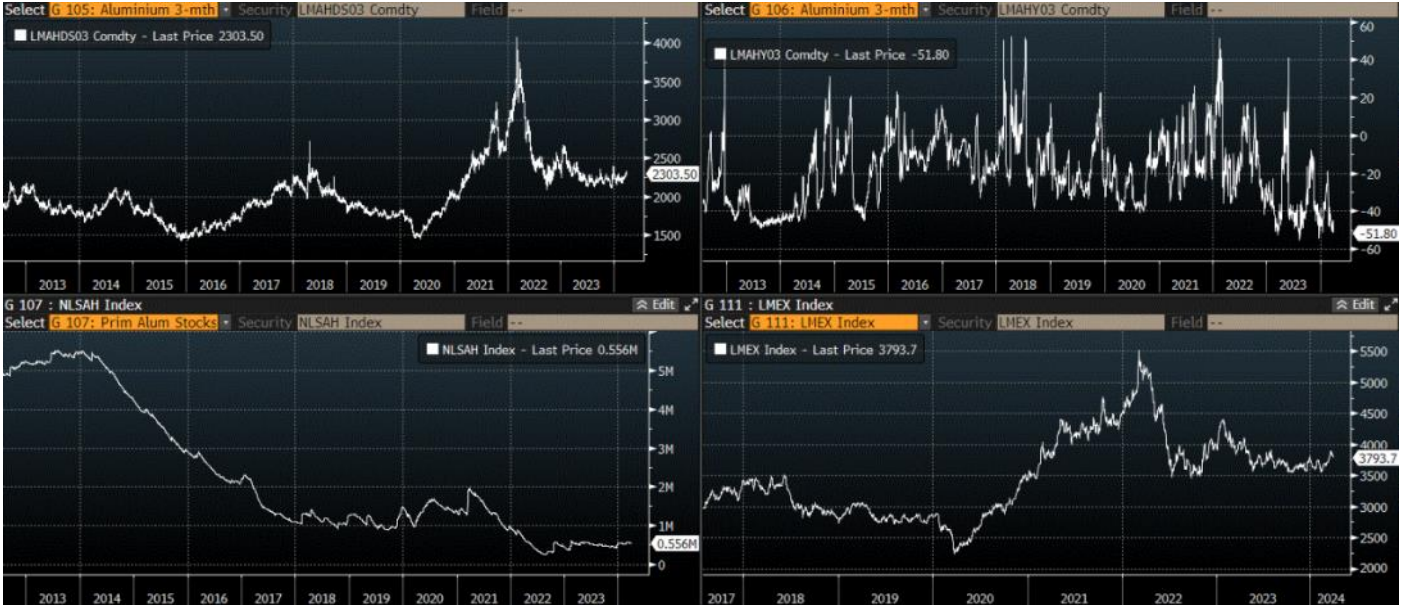 Select G 105: Aluminium 3-mth Security LMAHDS03 Comdty Field --
LMAHDS03 Comdty - Last Price 2303.50
4000
3500
3000
2500
2303.50
2000
1500
2013 2014 2015 2016 2017 2018 2019 2020 2021 2022 2023
Select G 106: Aluminium 3-mth Security LMAHY03 Comdty Field --
LMAHY03 Comdty - Last Price -51.80
60
40
20
0
-20
-40
-51.80
-60
2013 2014 2015 2016 2017 2018 2019 2020 2021 2022 2023
G 107 : NLSAH Index Edit
Select G 107: Prim Alum Stocks Security NLSAH Index Field --
NLSAH Index - Last Price 0.556M
5M
4M
3M
2M
1M
0.556M
0
2013 2014 2015 2016 2017 2018 2019 2020 2021 2022 2023
G 111 : LMEX Index Edit
Select G 111: LMEX Index Security LMEX Index Field --
LMEX Index - Last Price 3793.7
5500
5000
4500
4000
3793.7
3000
2500
2000
2017 2018 2019 2020 2021 2022 2023 2024